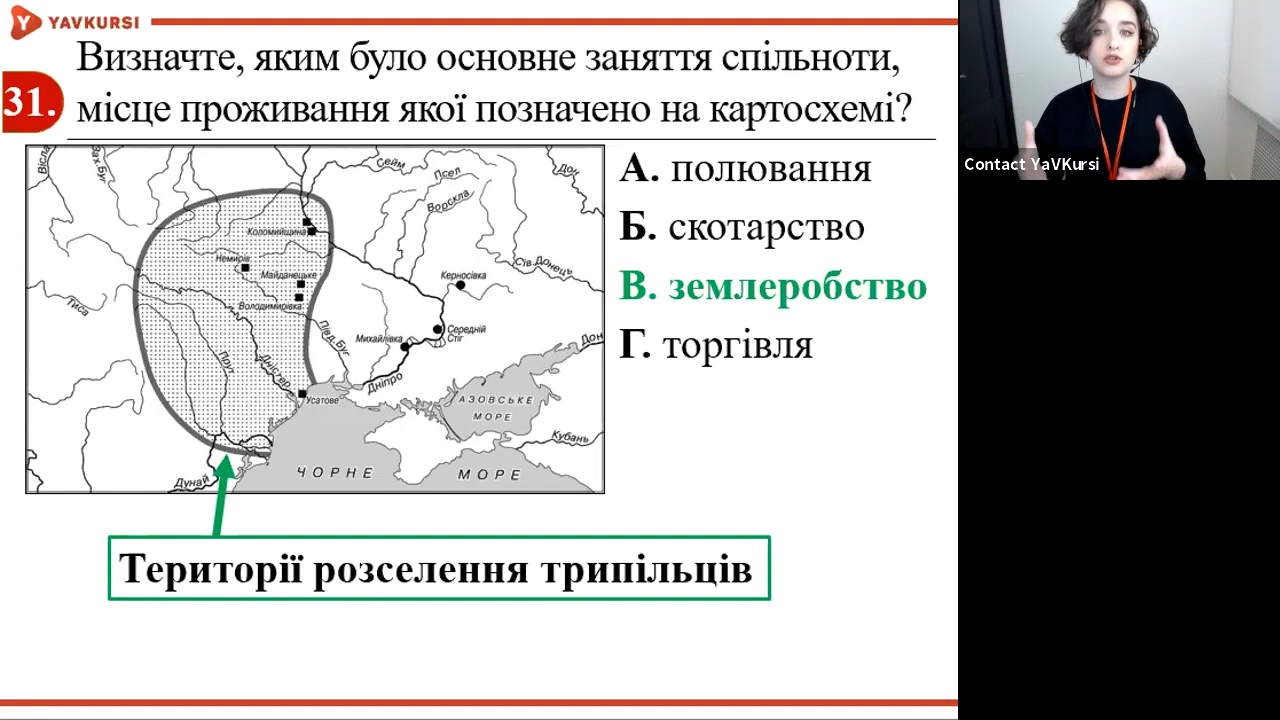 YAVKURSI
Визначте, яким було основне заняття спільноти,
31.
місце проживання якої позначено на картосхемі?
А. полювання
Б. скотарство
В. землеробство
Г. торгівля
Вісла
Зах.Буг
Сейм
Псел
Ворскла
Дон
Коломийщина
Немирів
Майданецьке
Володимирівка
Сів.Донець
Керносівка
Тиса
Півд.Буг
Михайлівка
Середній
Стіг
Прут
Дністер
Дніпро
Дон
Усатове
АЗОВСЬКЕ
МОРЕ
Кубань
Дунай
ЧОРНЕ МОРЕ
Території розселення трипільців
Contact YaVKursi